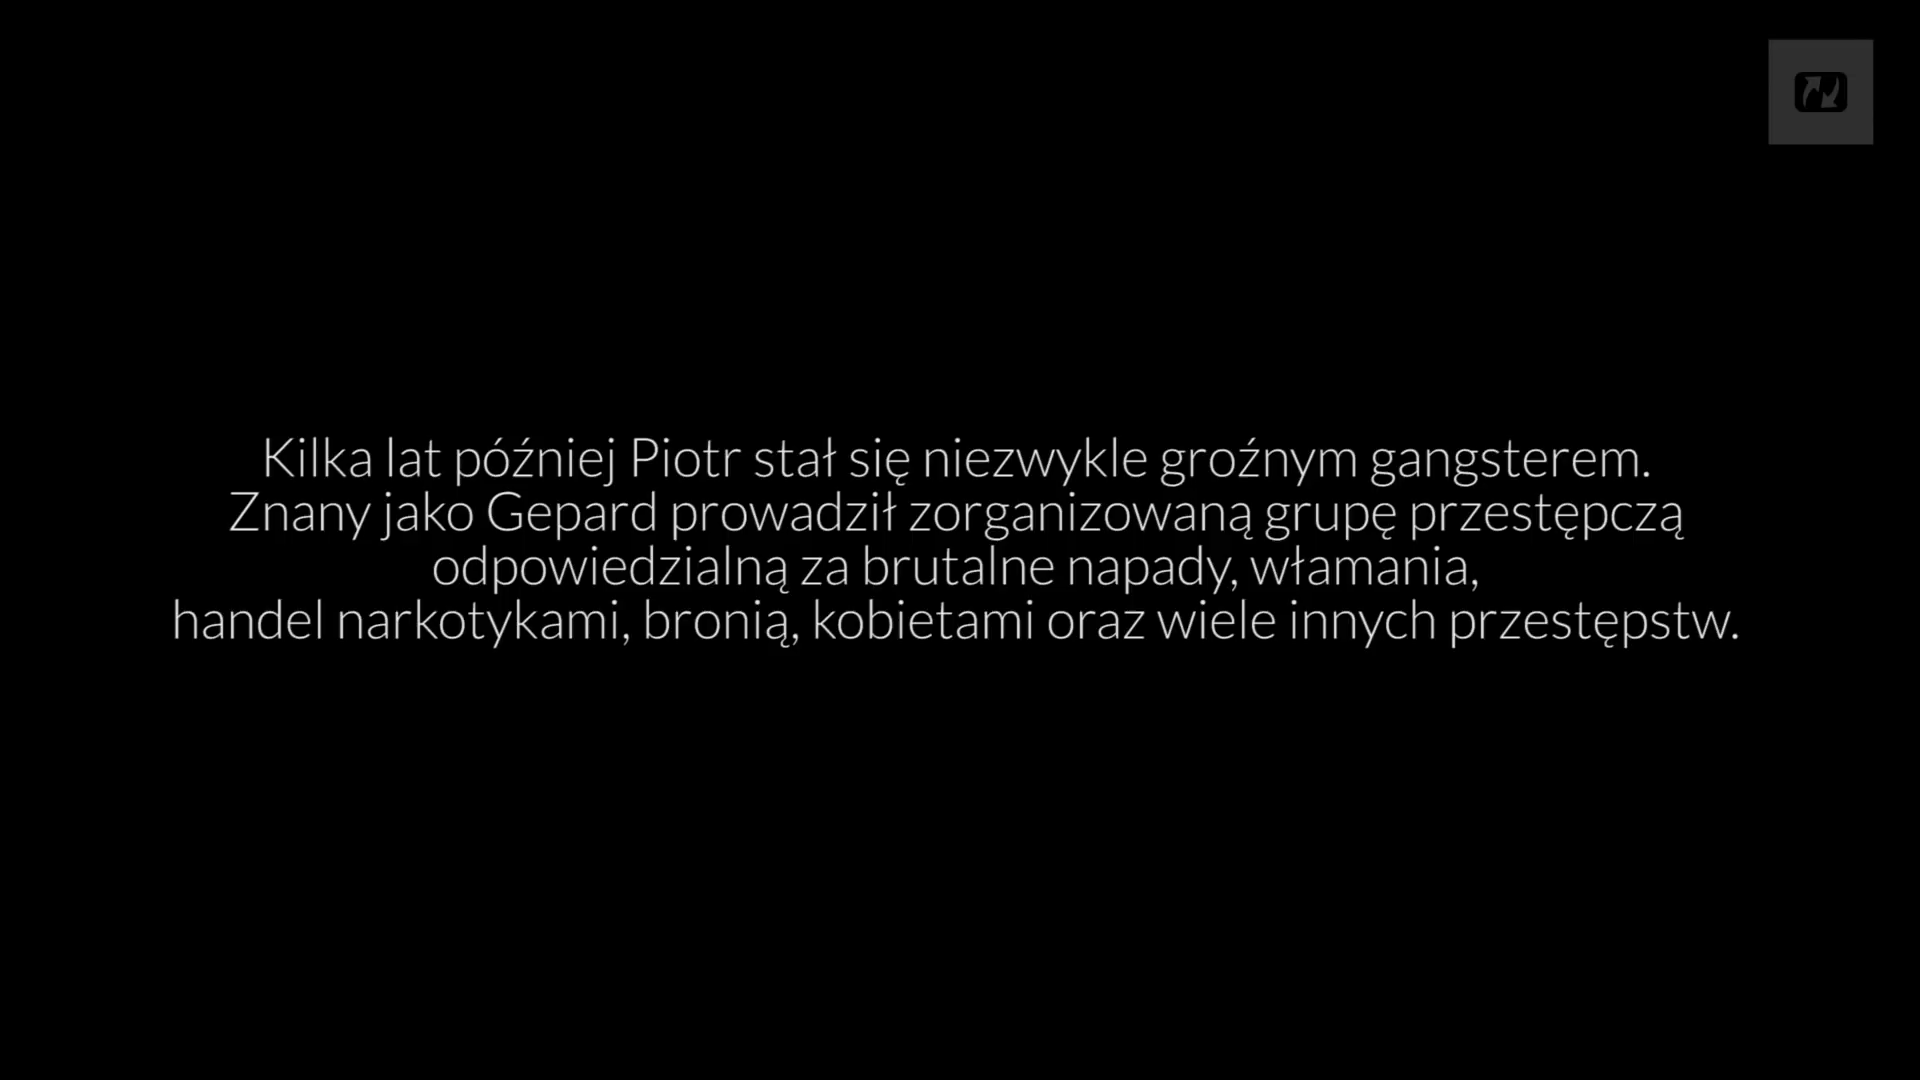 Kilka lat później Piotr stał się niezwykle groźnym gangsterem.
Znany jako Gepard prowadził zorganizowaną grupę przestępczą
odpowiedzialną za brutalne napady, włamania,
handel narkotykami, bronią, kobietami oraz wiele innych przestępstw.